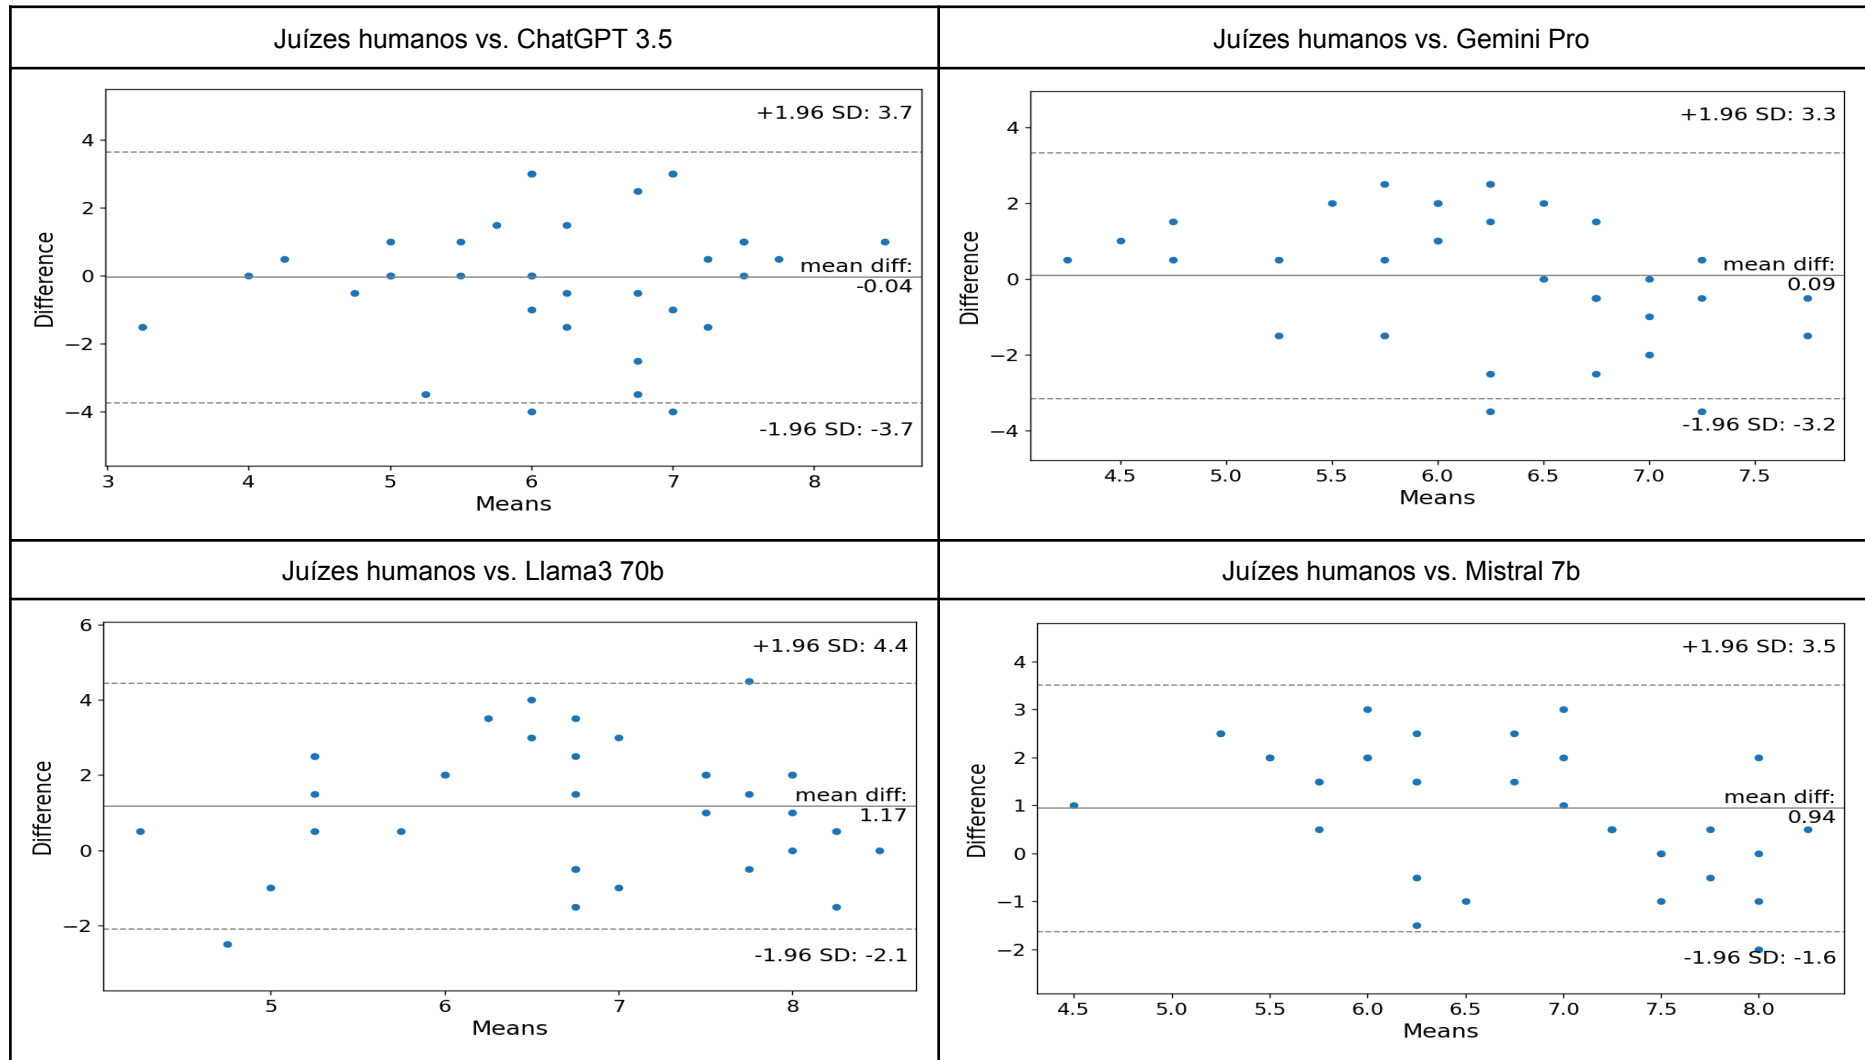 Juízes humanos vs. ChatGPT 3.5
Juízes humanos vs. Gemini Pro
+1.96 SD: 3.7
4
2
0
−2
−4
Difference
mean diff:
-0.04
-1.96 SD: -3.7
3 4 5 6 7 8
Means
+1.96 SD: 3.3
4
2
0
−2
−4
Difference
mean diff:
0.09
-1.96 SD: -3.2
4.5 5.0 5.5 6.0 6.5 7.0 7.5
Means
Juízes humanos vs. Llama3 70b
Juízes humanos vs. Mistral 7b
+1.96 SD: 4.4
6
4
2
0
−2
Difference
mean diff:
1.17
-1.96 SD: -2.1
5 6 7 8
Means
+1.96 SD: 3.5
4
3
2
1
0
−1
−2
Difference
mean diff:
0.94
-1.96 SD: -1.6
4.5 5.0 5.5 6.0 6.5 7.0 7.5 8.0
Means